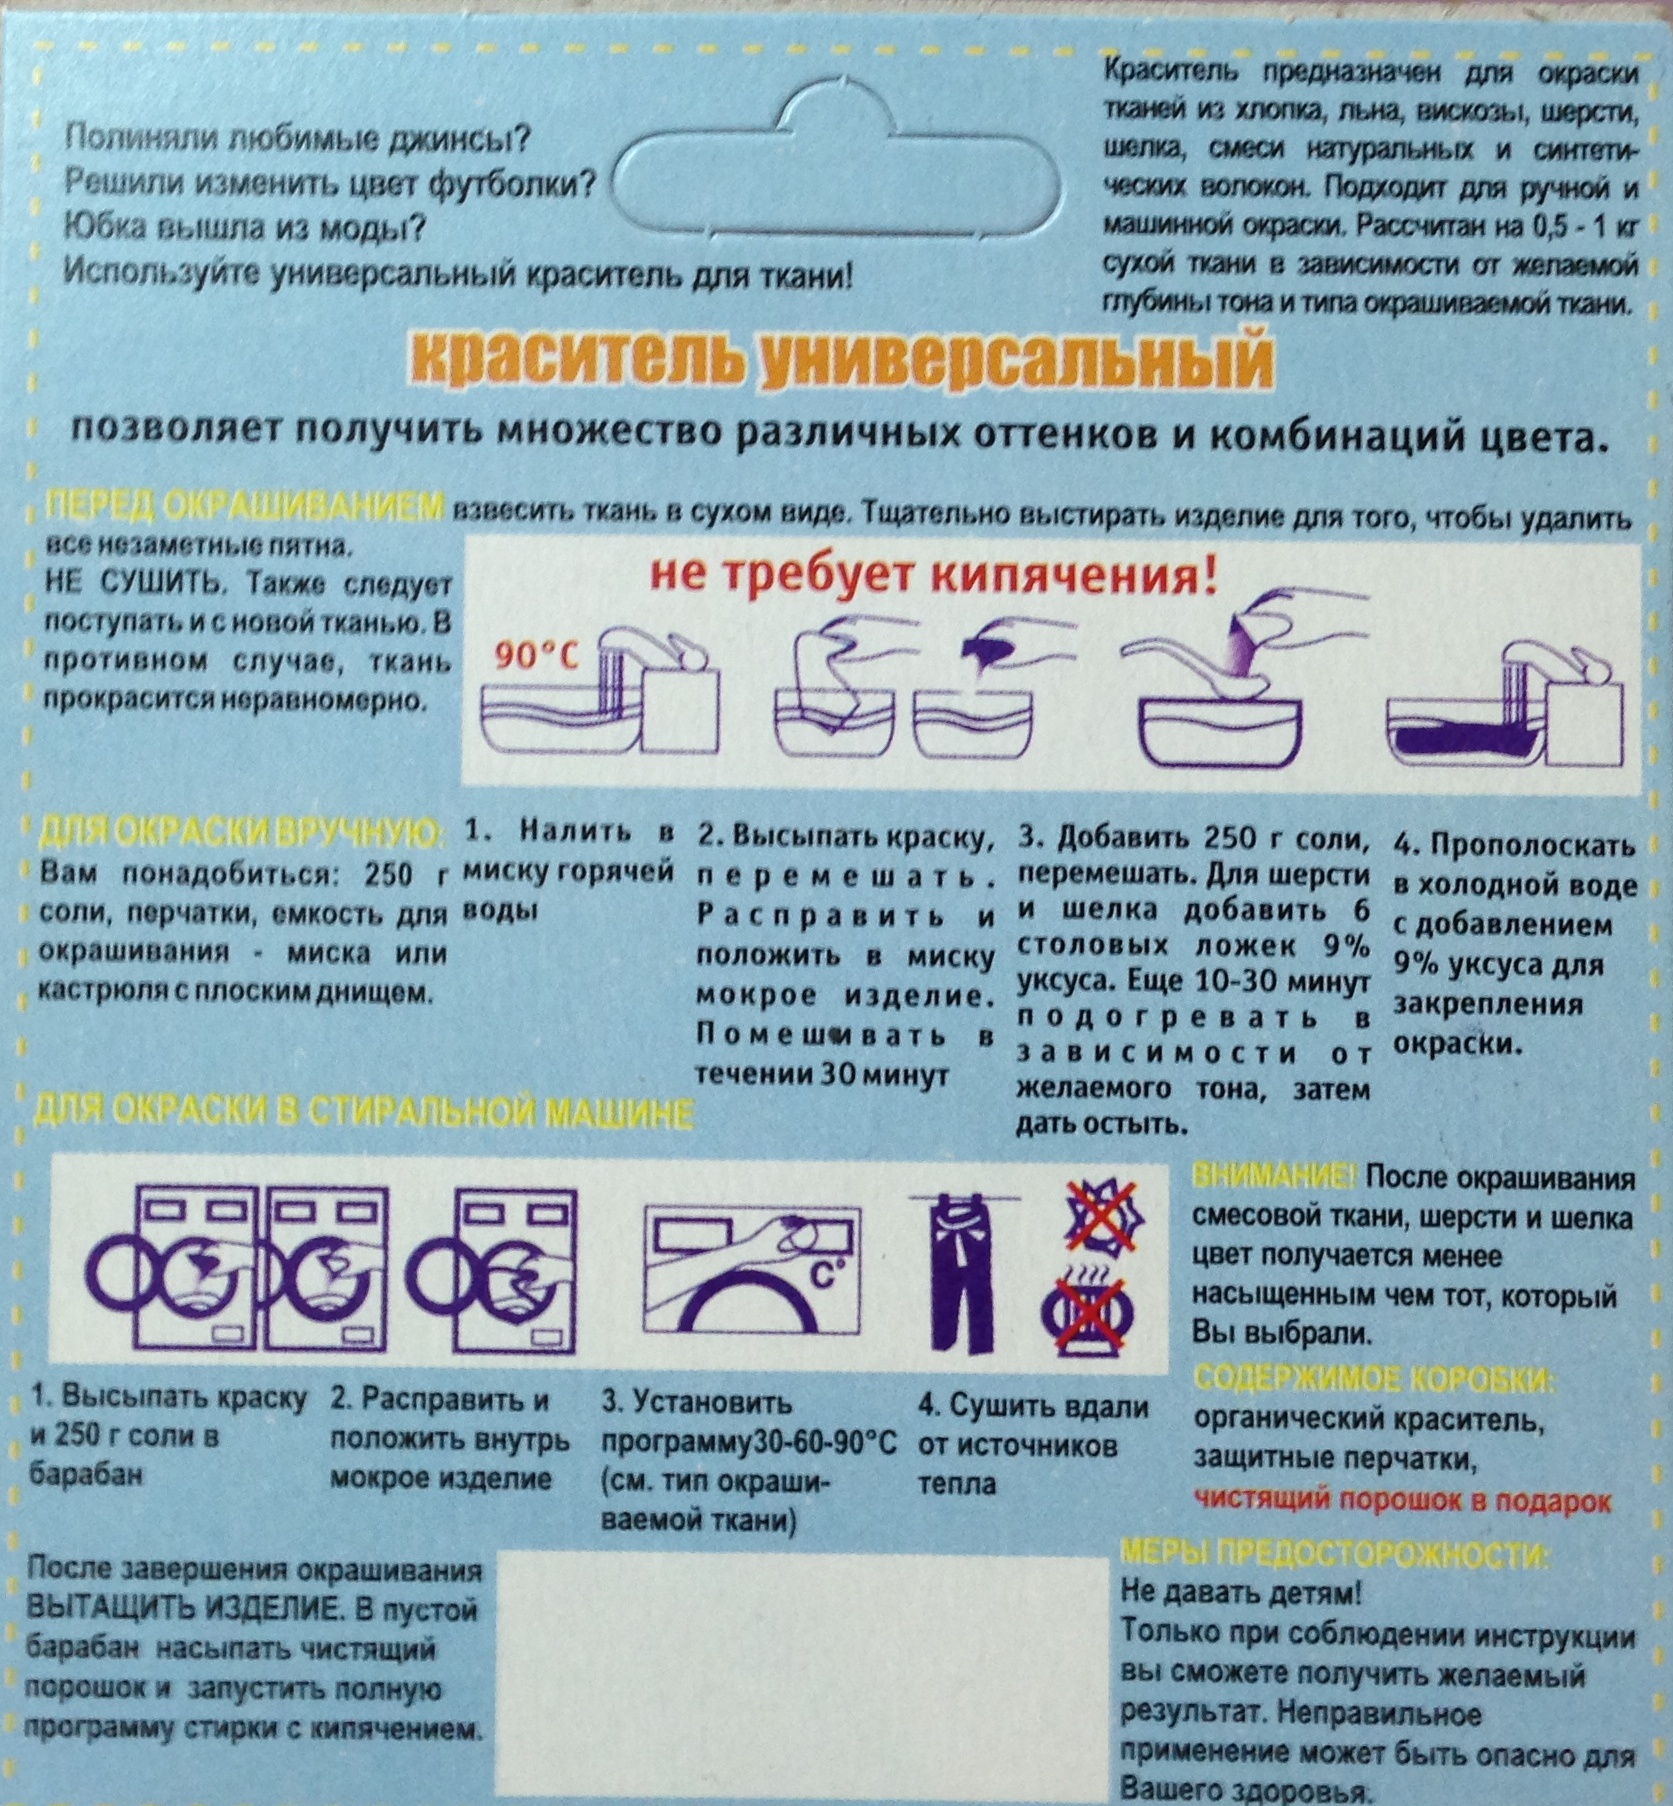 Полиняли любимые джинсы?
Решили изменить цвет футболки?
Юбка вышла из моды?
Используйте универсальный краситель для ткани!
Краситель предназначен для окраски
тканей из хлопка, льна, вискозы, шерсти,
шелка, смеси натуральных и синтети-
ческих волокон. Подходит для ручной и
машинной окраски. Рассчитан на 0,5 - 1 кг
сухой ткани в зависимости от желаемой
глубины тона и типа окрашиваемой ткани.
краситель универсальный
позволяет получить множество различных оттенков и комбинаций цвета.
ПЕРЕД ОКРАШИВАНИЕМ взвесить ткань в сухом виде. Тщательно выстирать изделие для того, чтобы удалить
все незаметные пятна.
НЕ СУШИТЬ. Также следует
поступать и с новой тканью. В
противном случае, ткань
прокрасится неравномерно.
не требует кипячения!
90°C
ДЛЯ ОКРАСКИ ВРУЧНУЮ:
Вам понадобиться: 250 г
соли, перчатки, емкость для
окрашивания - миска или
кастрюля с плоским днищем.
1. Налить в
миску горячей
воды
2. Высыпать краску,
перемешать.
Расправить и
положить в миску
мокрое изделие.
Помешивать в
течении 30 минут
3. Добавить 250 г соли,
перемешать. Для шерсти
и шелка добавить 6
столовых ложек 9%
уксуса. Еще 10-30 минут
подогревать в
зависимости от
желаемого тона, затем
дать остыть.
4. Прополоскать
в холодной воде
с добавлением
9% уксуса для
закрепления
окраски.
ДЛЯ ОКРАСКИ В СТИРАЛЬНОЙ МАШИНЕ
C°
1. Высыпать краску
и 250 г соли в
барабан
2. Расправить и
положить внутрь
мокрое изделие
3. Установить
программу30-60-90°C
(см. тип окраши-
ваемой ткани)
4. Сушить вдали
от источников
тепла
ВНИМАНИЕ! После окрашивания
смесовой ткани, шерсти и шелка
цвет получается менее
насыщенным чем тот, который
Вы выбрали.
СОДЕРЖИМОЕ КОРОБКИ:
органический краситель,
защитные перчатки,
чистящий порошок в подарок
После завершения окрашивания
ВЫТАЩИТЬ ИЗДЕЛИЕ. В пустой
барабан насыпать чистящий
порошок и запустить полную
программу стирки с кипячением.
МЕРЫ ПРЕДОСТОРОЖНОСТИ:
Не давать детям!
Только при соблюдении инструкции
вы сможете получить желаемый
результат. Неправильное
применение может быть опасно для
Вашего здоровья.